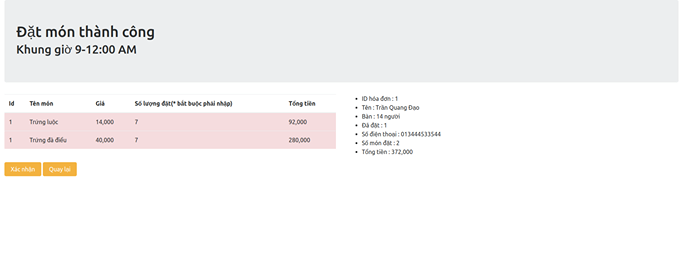 Đặt món thành công
Khung giờ 9-12:00 AM
Id Tên món Giá Số lượng đặt(* bắt buộc phải nhập) Tổng tiền
1 Trứng luộc 14,000 7 92,000
1 Trứng đà điểu 40,000 7 280,000
Xác nhận Quay lại
ID hóa đơn : 1
Tên : Trần Quang Đạo
Bàn : 14 người
Đã đặt : 1
Số điện thoại : 013444533544
Số món đặt : 2
Tổng tiền : 372,000